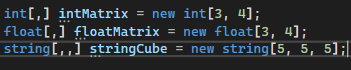 int[,] intMatrix = new int[3, 4];
float[,] floatMatrix = new float[3, 4];
string[,,] stringCube = new string[5, 5, 5];